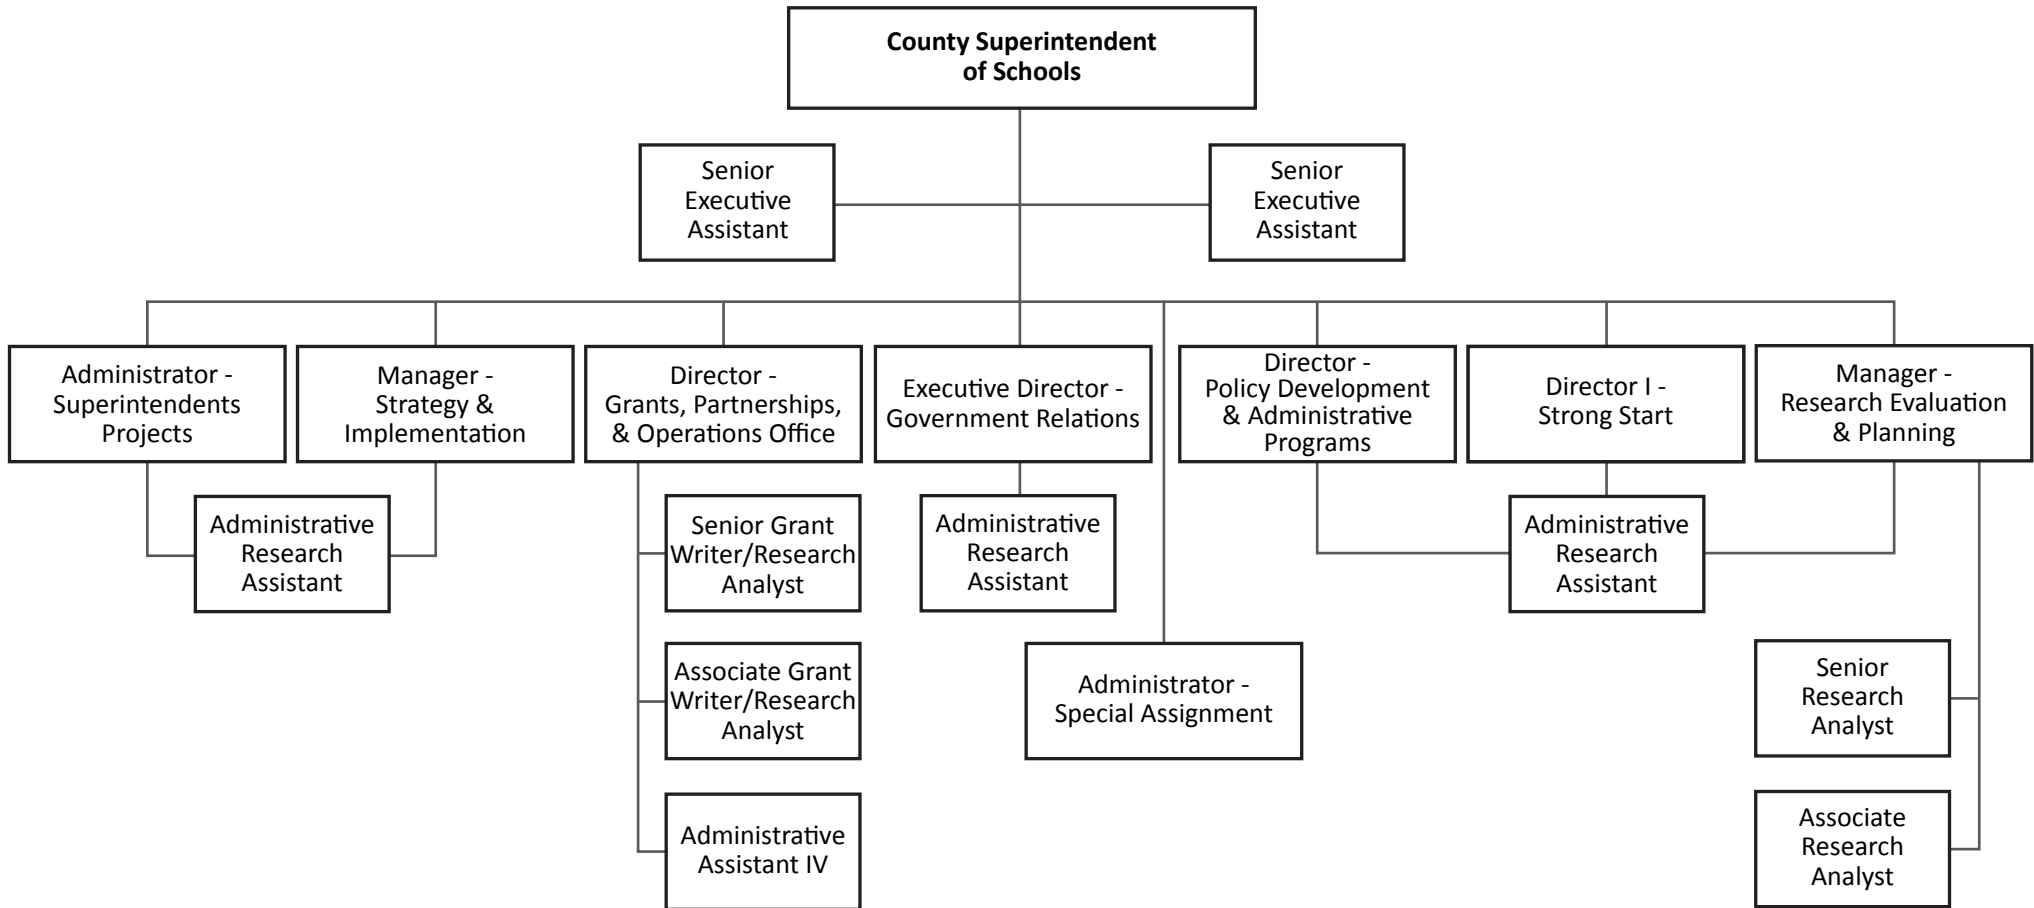 County Superintendent
of Schools
Senior
Executive
Assistant
Senior
Executive
Assistant
Administrator -
Superintendents
Projects
Manager -
Strategy &
Implementation
Director -
Grants, Partnerships,
& Operations Office
Executive Director -
Government Relations
Director -
Policy Development
& Administrative
Programs
Director I -
Strong Start
Manager -
Research Evaluation
& Planning
Administrative
Research
Assistant
Senior Grant
Writer/Research
Analyst
Administrative
Research
Assistant
Administrative
Research
Assistant
Associate Grant
Writer/Research
Analyst
Administrator -
Special Assignment
Senior
Research
Analyst
Administrative
Assistant IV
Associate
Research
Analyst